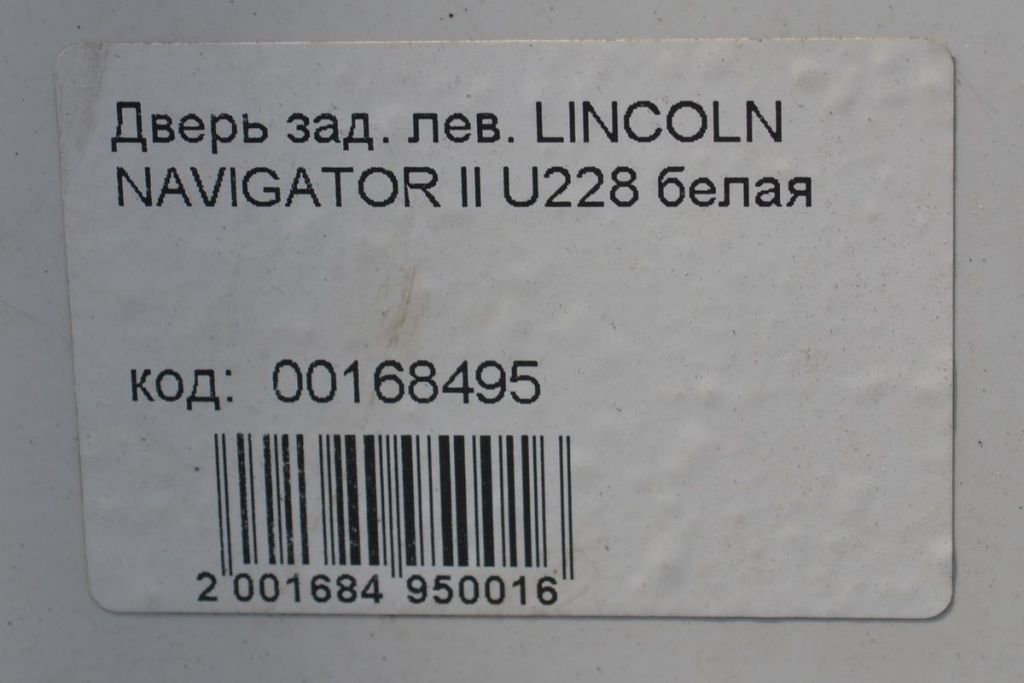 Дверь зад. лев. LINCOLN
NAVIGATOR II U228 белая
код: 00168495
2 001684 950016